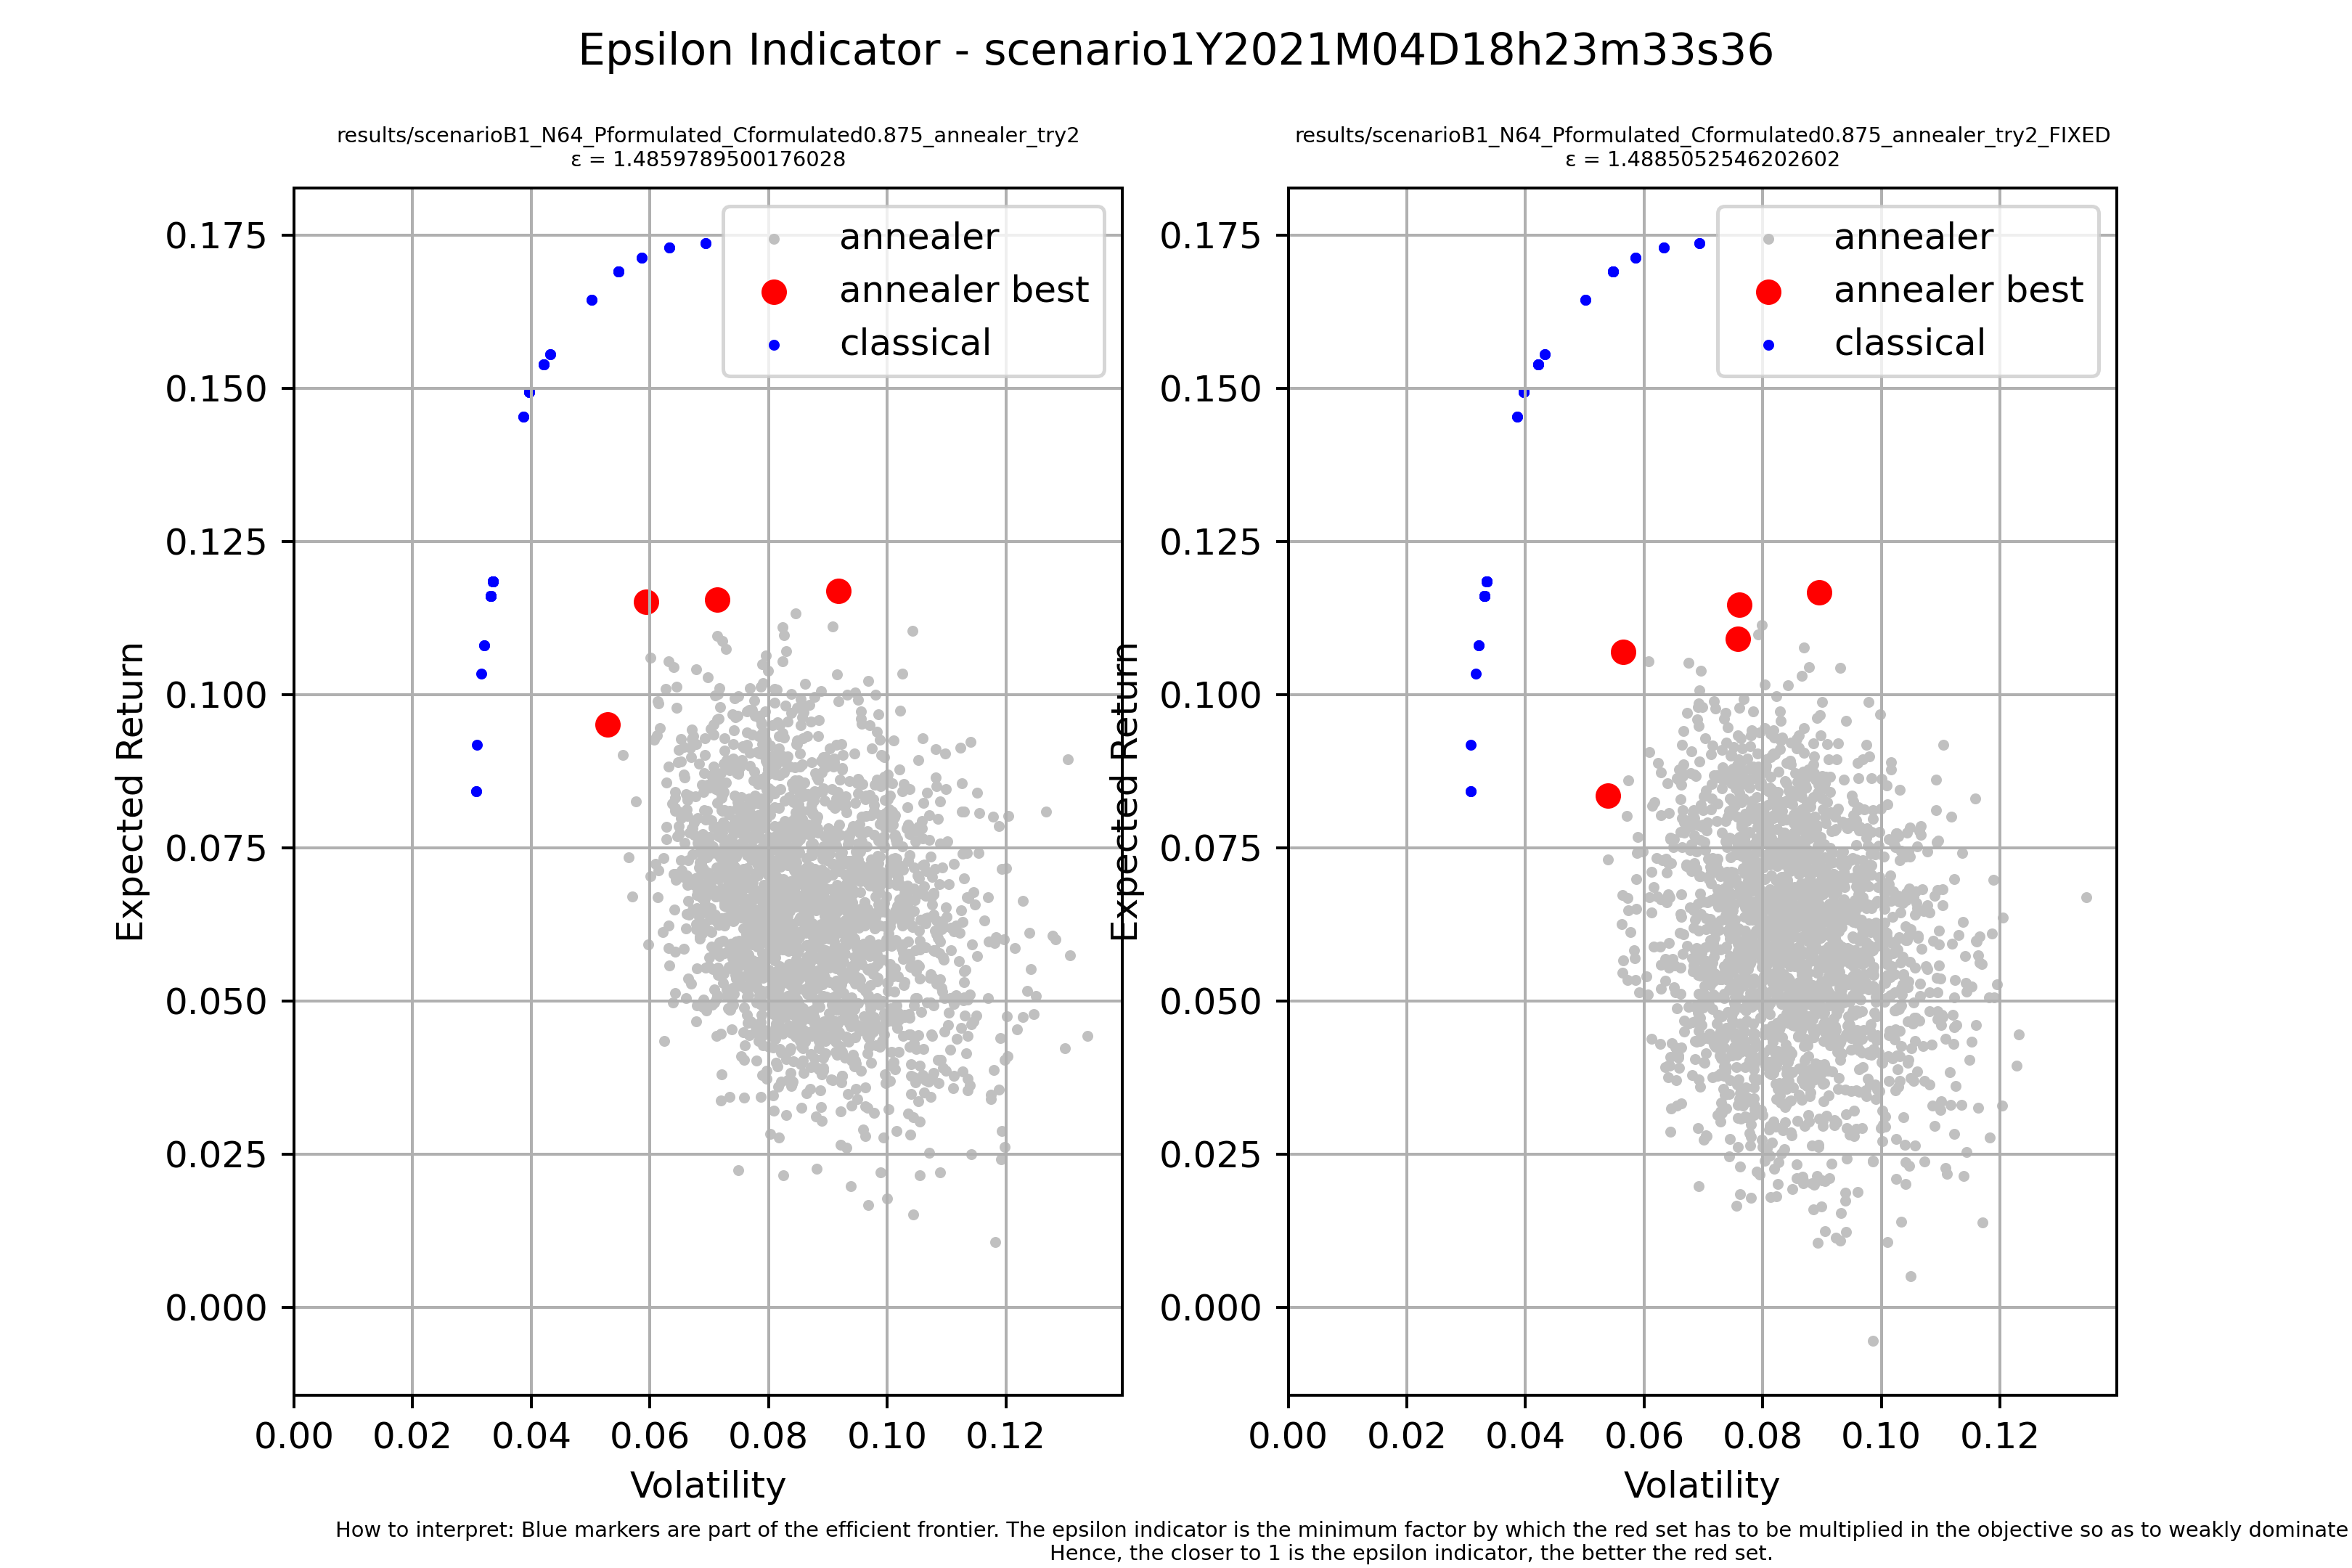 Epsilon Indicator - scenario1Y2021M04D18h23m33s36
results/scenarioB1_N64_Pformulated_Cformulated0.875_annealer_try2
ε = 1.4859789500176028
annealer
annealer best
classical
0.175
0.150
0.125
0.100
0.075
0.050
0.025
0.000
Expected Return
0.00 0.02 0.04 0.06 0.08 0.10 0.12
Volatility
results/scenarioB1_N64_Pformulated_Cformulated0.875_annealer_try2_FIXED
ε = 1.4885052546202602
annealer
annealer best
classical
0.175
0.150
0.125
0.100
0.075
0.050
0.025
0.000
Expected Return
0.00 0.02 0.04 0.06 0.08 0.10 0.12
Volatility
How to interpret: Blue markers are part of the efficient frontier. The epsilon indicator is the minimum factor by which the red set has to be multiplied in the objective so as to weakly dominate
Hence, the closer to 1 is the epsilon indicator, the better the red set.